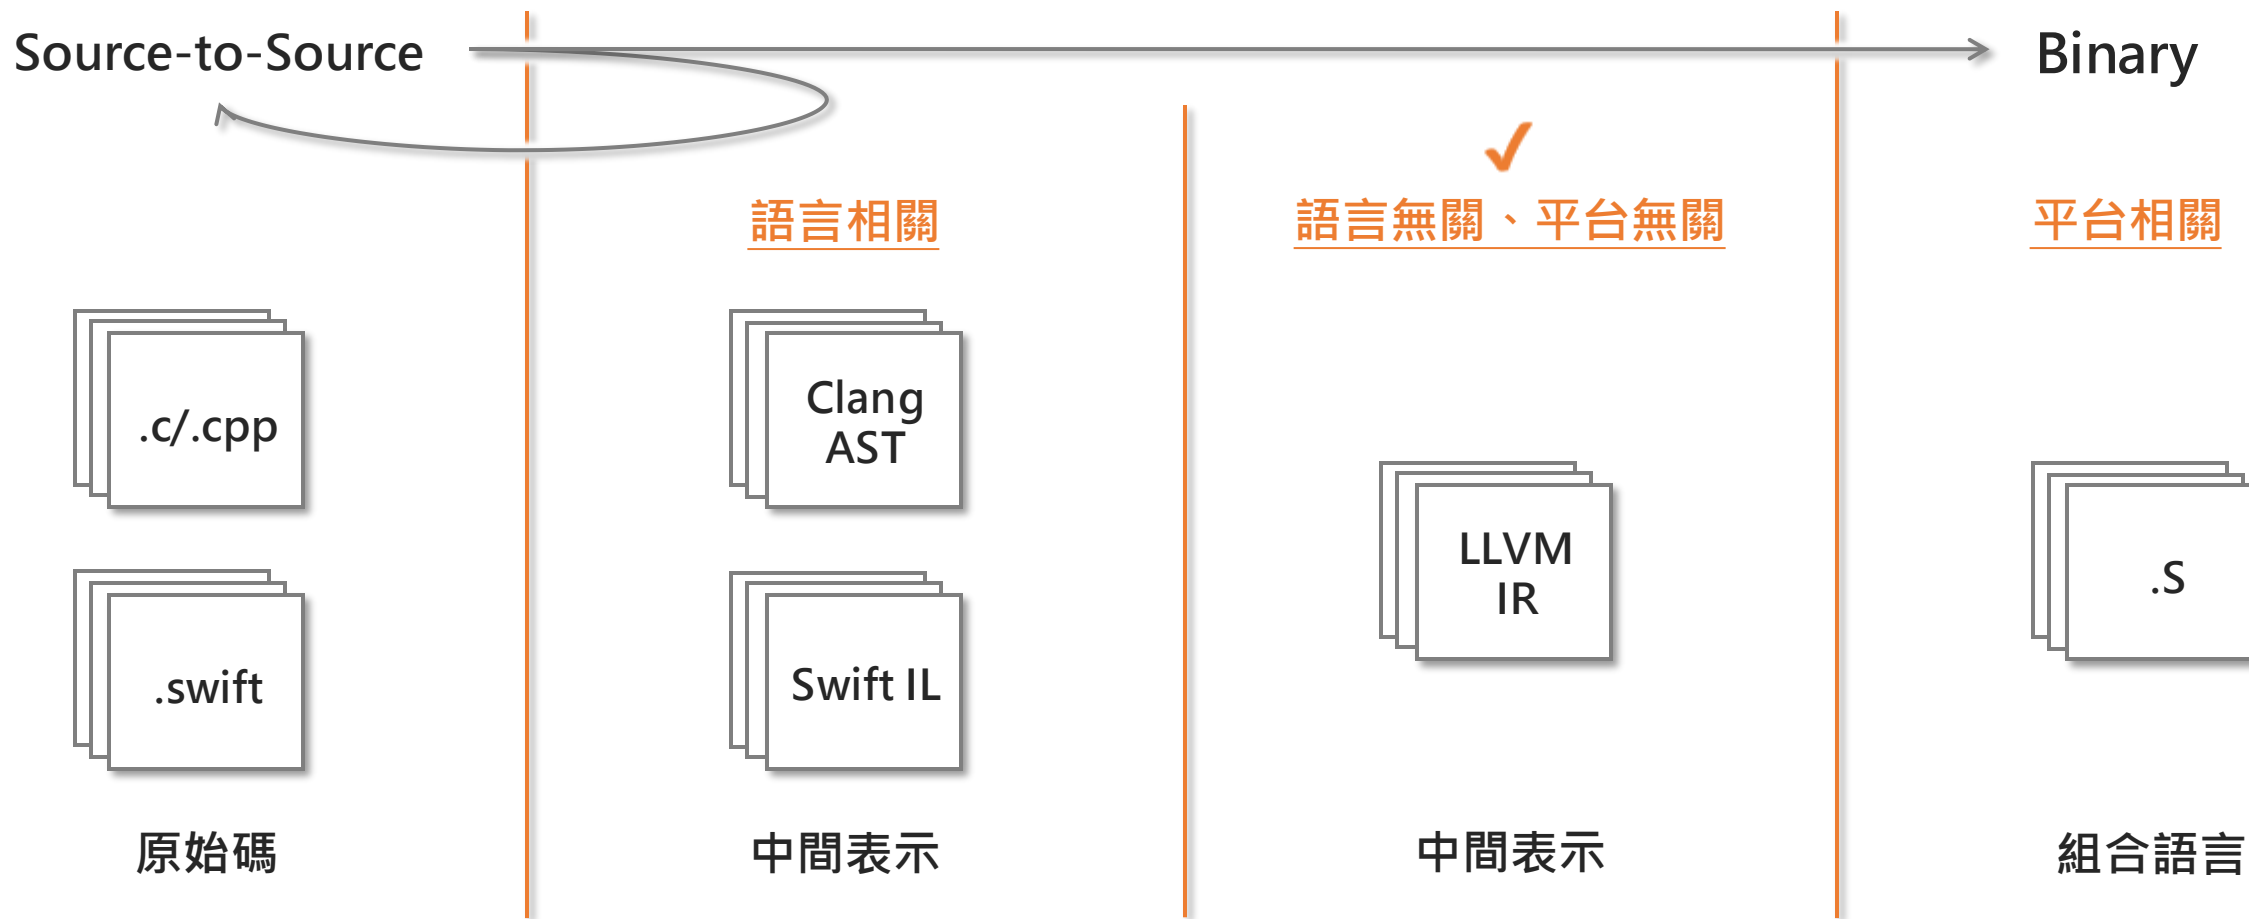 Source-to-Source
Binary
語言相關
語言無關、平台無關
平台相關
.c/.cpp
Clang
AST
LLVM
IR
.S
.swift
Swift IL
原始碼
中間表示
中間表示
組合語言